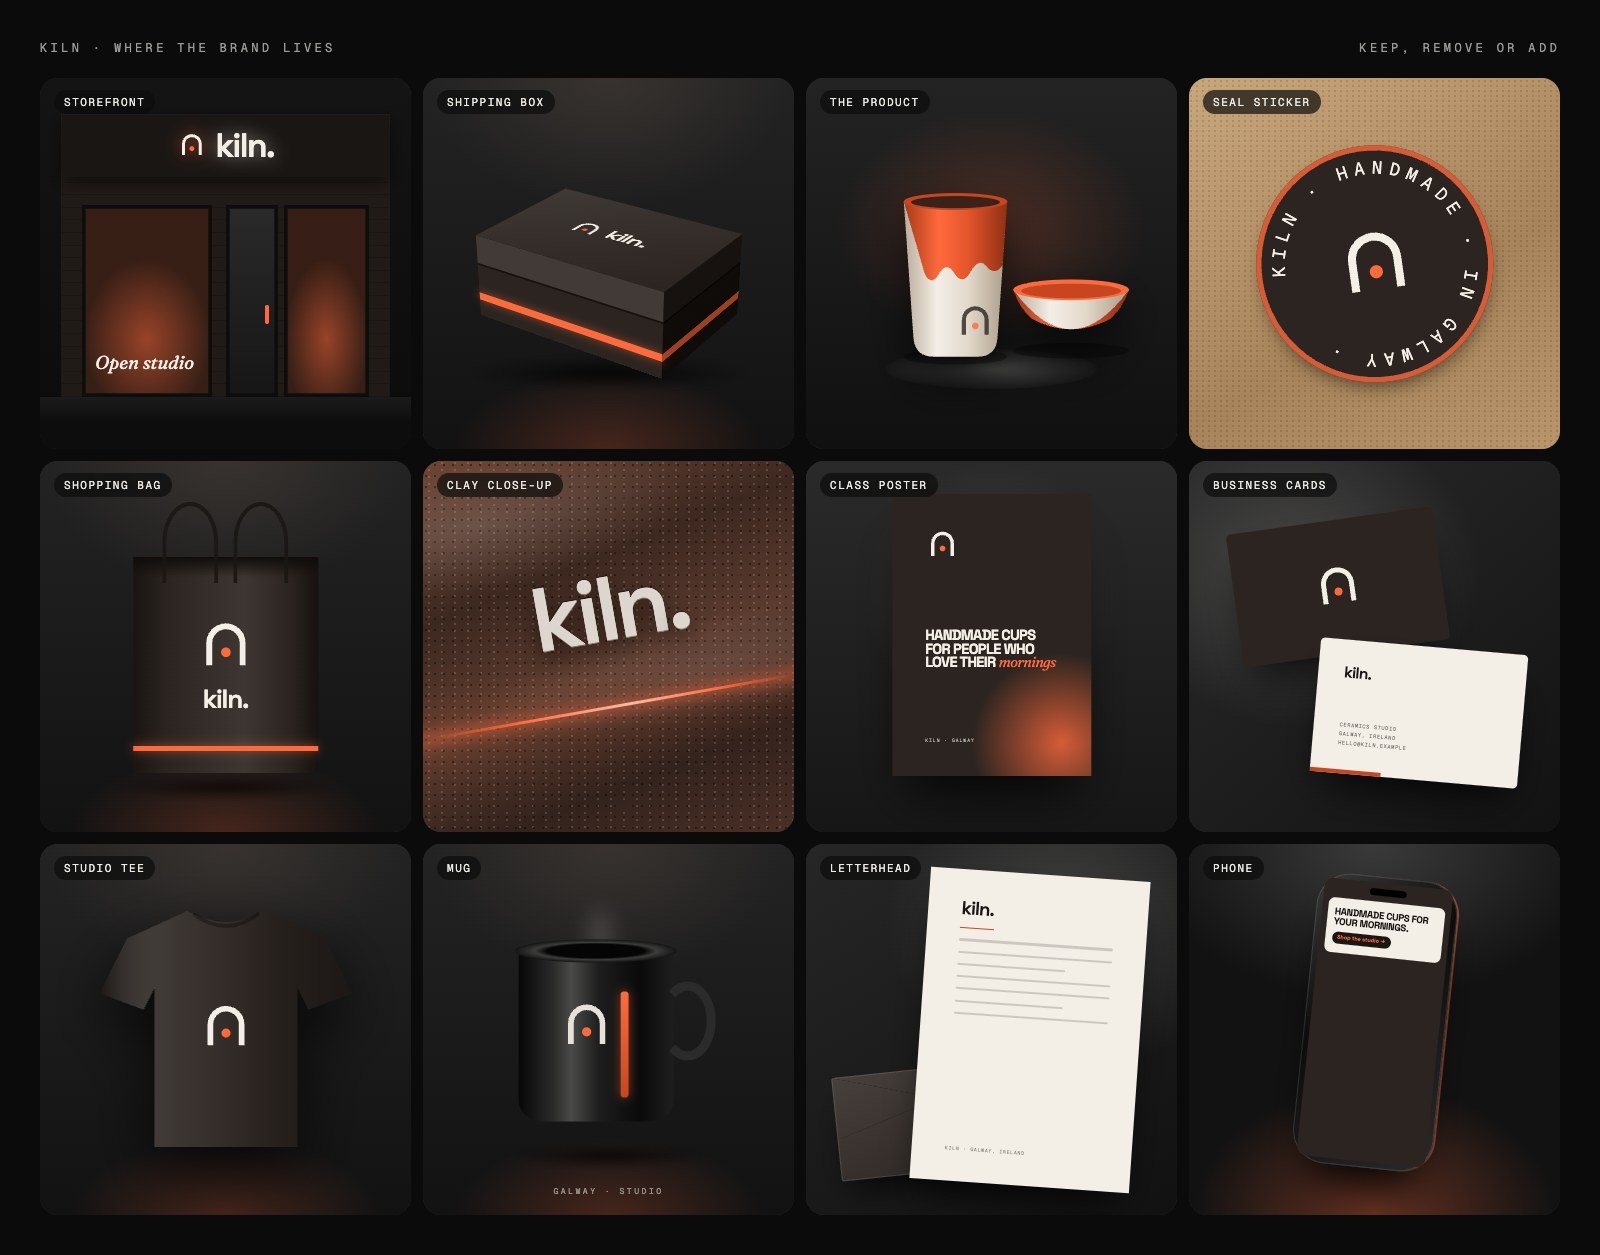 KILN · WHERE THE BRAND LIVES
KEEP, REMOVE OR ADD
STOREFRONT
kiln.
Open studio
SHIPPING BOX
kiln.
THE PRODUCT
SEAL STICKER
KILN · HANDMADE · IN GALWAY ·
SHOPPING BAG
kiln.
CLAY CLOSE-UP
kiln.
CLASS POSTER
HANDMADE CUPS
FOR PEOPLE WHO
LOVE THEIR mornings
KILN · GALWAY
BUSINESS CARDS
kiln.
CERAMICS STUDIO
GALWAY, IRELAND
HELLO@KILN.EXAMPLE
STUDIO TEE
MUG
GALWAY · STUDIO
LETTERHEAD
kiln.
KILN · GALWAY, IRELAND
PHONE
HANDMADE CUPS FOR
YOUR MORNINGS.
Shop the studio →